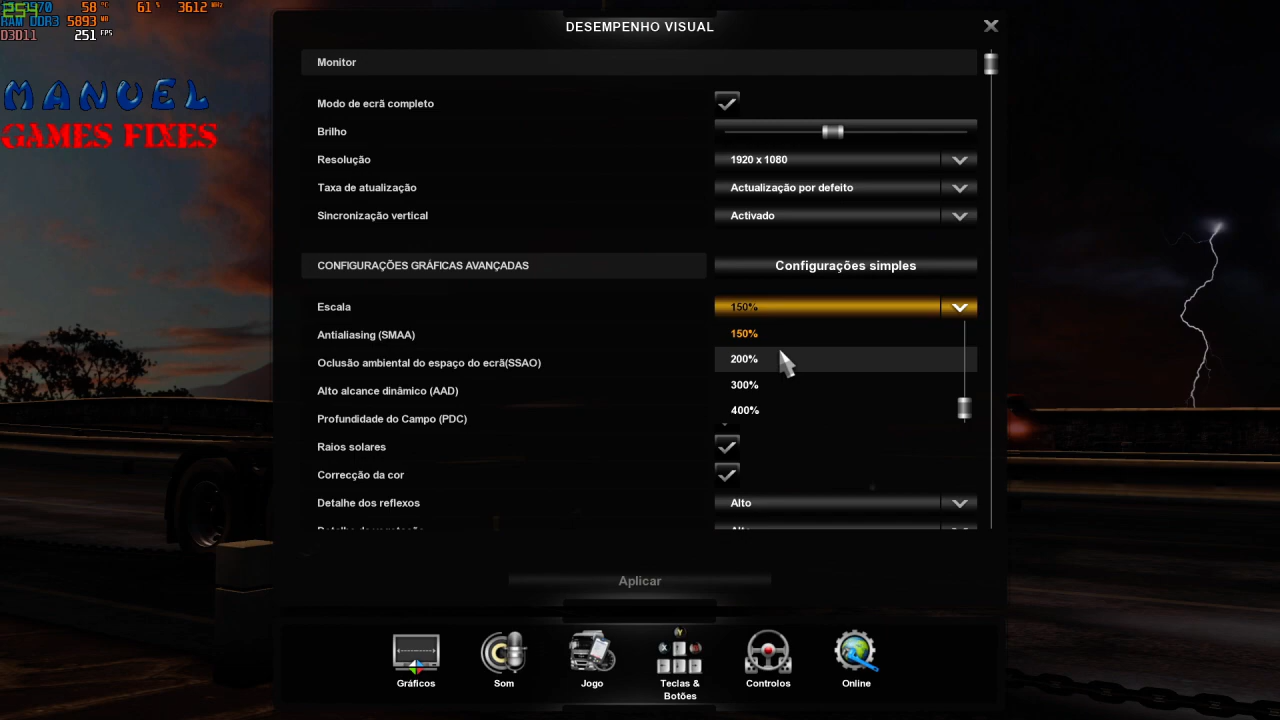 58 °C 61 % 3612 MHz
RAM DDR3 5893 MB
D3D11 251 FPS
MANUEL
GAMES FIXES
DESEMPENHO VISUAL
Monitor
Modo de ecrã completo
Brilho
Resolução 1920 x 1080
Taxa de atualização Actualização por defeito
Sincronização vertical Activado
CONFIGURAÇÕES GRÁFICAS AVANÇADAS Configurações simples
Escala 150%
Antialiasing (SMAA) 150%
Oclusão ambiental do espaço do ecrã(SSAO) 200%
Alto alcance dinâmico (AAD) 300%
Profundidade do Campo (PDC) 400%
Raios solares
Correcção da cor
Detalhe dos reflexos Alto
Aplicar
Gráficos Som Jogo Teclas & Botões Controlos Online